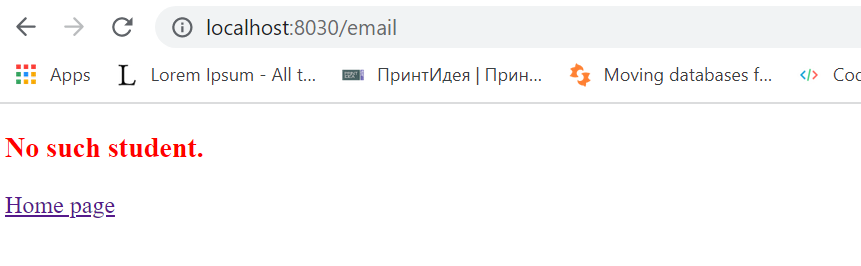 localhost:8030/email
Apps Lorem Ipsum - All t... ПринтИдея | Прин... Moving databases f... Coc
No such student.
Home page